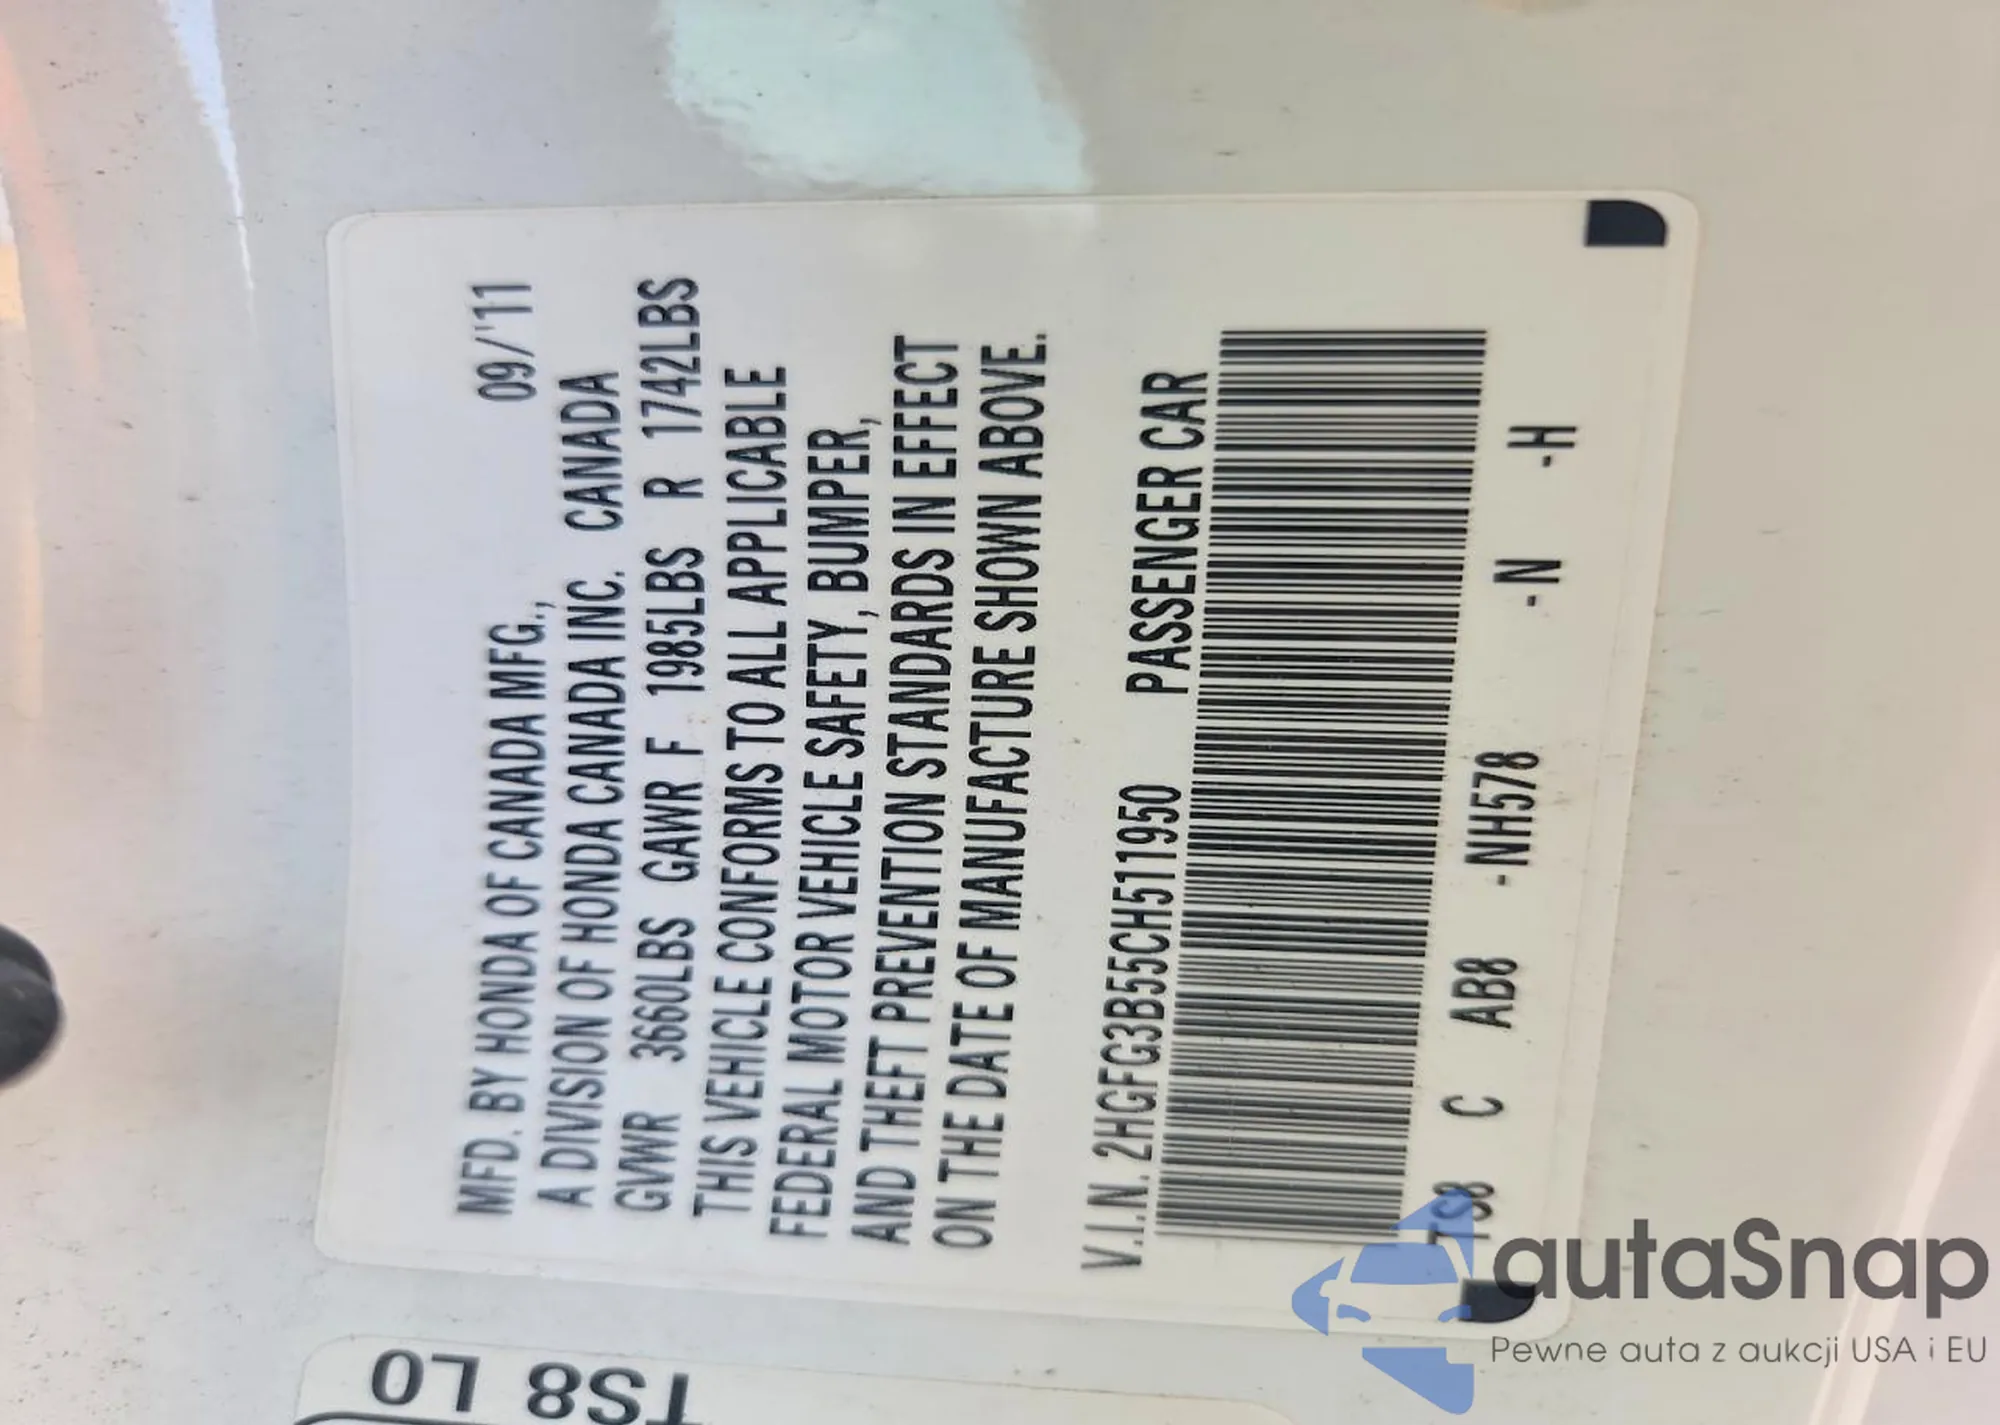 MFD. BY HONDA OF CANADA MFG., 09/'11
A DIVISION OF HONDA CANADA INC. CANADA
GVWR 3660LBS GAWR F 1985LBS R 1742LBS
THIS VEHICLE CONFORMS TO ALL APPLICABLE
FEDERAL MOTOR VEHICLE SAFETY, BUMPER,
AND THEFT PREVENTION STANDARDS IN EFFECT
ON THE DATE OF MANUFACTURE SHOWN ABOVE.
V.I.N. 2HGFG3B55CH511950 PASSENGER CAR
TS8 C AB8 -NH578 -N -H
TS8 L0
autaSnap
Pewne auta z aukcji USA i EU